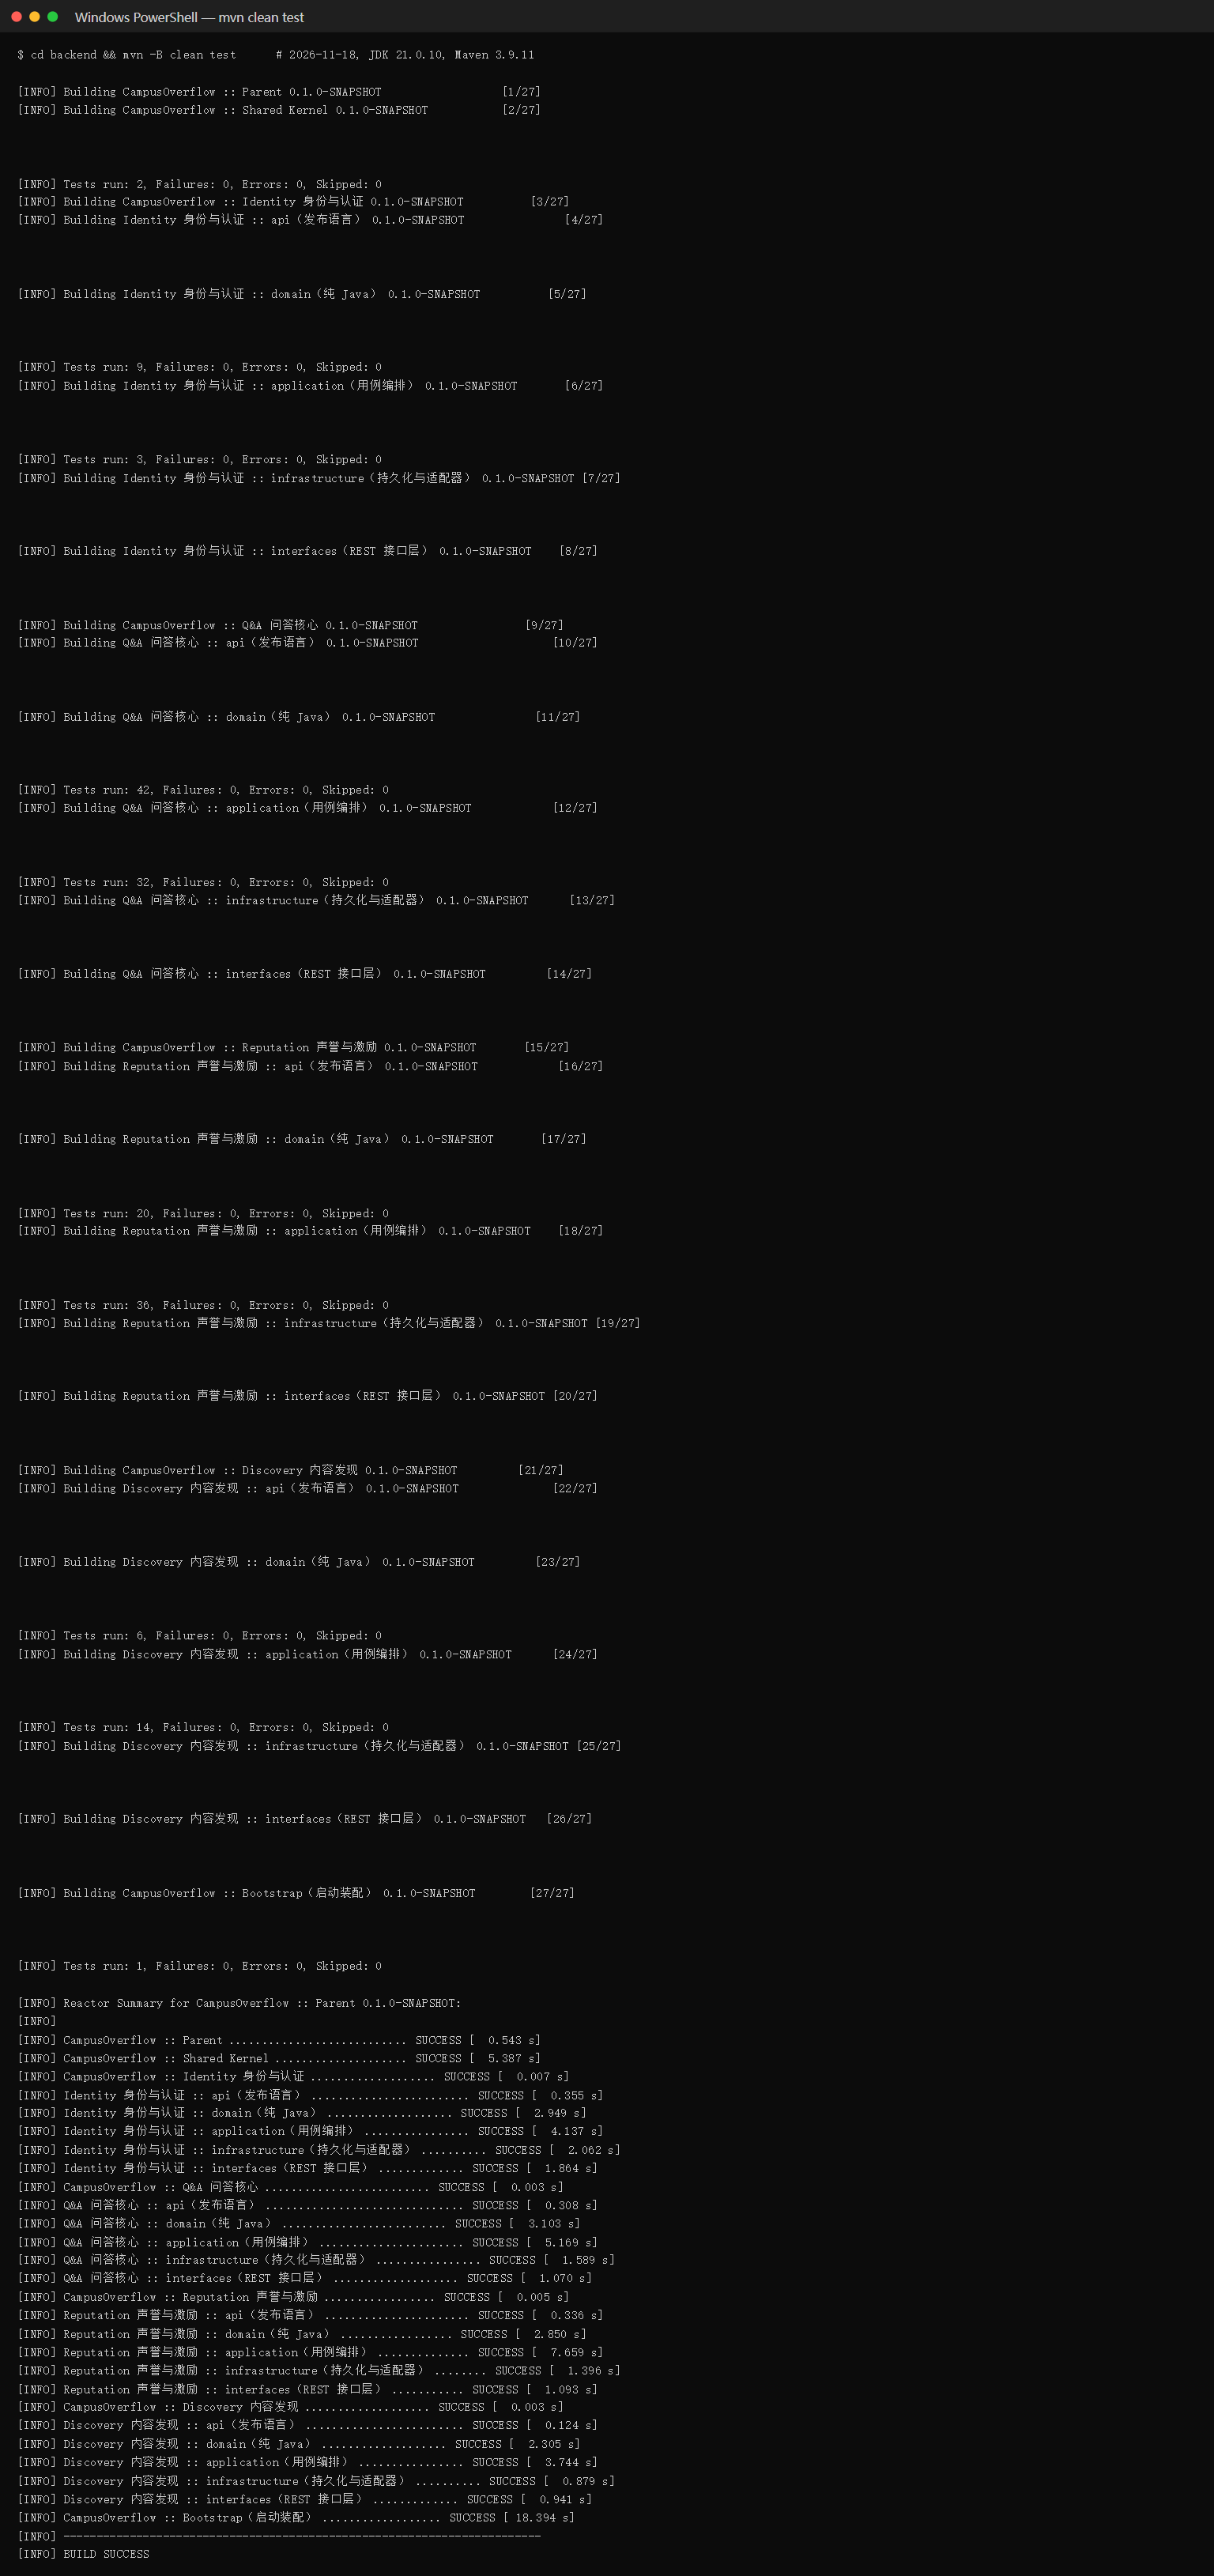 Windows PowerShell — mvn clean test
$ cd backend && mvn -B clean test      # 2026-11-18, JDK 21.0.10, Maven 3.9.11
[INFO] Building CampusOverflow :: Parent 0.1.0-SNAPSHOT                  [1/27]
[INFO] Building CampusOverflow :: Shared Kernel 0.1.0-SNAPSHOT           [2/27]
[INFO] Tests run: 2, Failures: 0, Errors: 0, Skipped: 0
[INFO] Building CampusOverflow :: Identity 身份与认证 0.1.0-SNAPSHOT          [3/27]
[INFO] Building Identity 身份与认证 :: api（发布语言） 0.1.0-SNAPSHOT               [4/27]
[INFO] Building Identity 身份与认证 :: domain（纯 Java） 0.1.0-SNAPSHOT          [5/27]
[INFO] Tests run: 9, Failures: 0, Errors: 0, Skipped: 0
[INFO] Building Identity 身份与认证 :: application（用例编排） 0.1.0-SNAPSHOT       [6/27]
[INFO] Tests run: 3, Failures: 0, Errors: 0, Skipped: 0
[INFO] Building Identity 身份与认证 :: infrastructure（持久化与适配器） 0.1.0-SNAPSHOT [7/27]
[INFO] Building Identity 身份与认证 :: interfaces（REST 接口层） 0.1.0-SNAPSHOT    [8/27]
[INFO] Building CampusOverflow :: Q&A 问答核心 0.1.0-SNAPSHOT                [9/27]
[INFO] Building Q&A 问答核心 :: api（发布语言） 0.1.0-SNAPSHOT                    [10/27]
[INFO] Building Q&A 问答核心 :: domain（纯 Java） 0.1.0-SNAPSHOT               [11/27]
[INFO] Tests run: 42, Failures: 0, Errors: 0, Skipped: 0
[INFO] Building Q&A 问答核心 :: application（用例编排） 0.1.0-SNAPSHOT            [12/27]
[INFO] Tests run: 32, Failures: 0, Errors: 0, Skipped: 0
[INFO] Building Q&A 问答核心 :: infrastructure（持久化与适配器） 0.1.0-SNAPSHOT      [13/27]
[INFO] Building Q&A 问答核心 :: interfaces（REST 接口层） 0.1.0-SNAPSHOT         [14/27]
[INFO] Building CampusOverflow :: Reputation 声誉与激励 0.1.0-SNAPSHOT       [15/27]
[INFO] Building Reputation 声誉与激励 :: api（发布语言） 0.1.0-SNAPSHOT            [16/27]
[INFO] Building Reputation 声誉与激励 :: domain（纯 Java） 0.1.0-SNAPSHOT       [17/27]
[INFO] Tests run: 20, Failures: 0, Errors: 0, Skipped: 0
[INFO] Building Reputation 声誉与激励 :: application（用例编排） 0.1.0-SNAPSHOT    [18/27]
[INFO] Tests run: 36, Failures: 0, Errors: 0, Skipped: 0
[INFO] Building Reputation 声誉与激励 :: infrastructure（持久化与适配器） 0.1.0-SNAPSHOT [19/27]
[INFO] Building Reputation 声誉与激励 :: interfaces（REST 接口层） 0.1.0-SNAPSHOT [20/27]
[INFO] Building CampusOverflow :: Discovery 内容发现 0.1.0-SNAPSHOT         [21/27]
[INFO] Building Discovery 内容发现 :: api（发布语言） 0.1.0-SNAPSHOT              [22/27]
[INFO] Building Discovery 内容发现 :: domain（纯 Java） 0.1.0-SNAPSHOT         [23/27]
[INFO] Tests run: 6, Failures: 0, Errors: 0, Skipped: 0
[INFO] Building Discovery 内容发现 :: application（用例编排） 0.1.0-SNAPSHOT      [24/27]
[INFO] Tests run: 14, Failures: 0, Errors: 0, Skipped: 0
[INFO] Building Discovery 内容发现 :: infrastructure（持久化与适配器） 0.1.0-SNAPSHOT [25/27]
[INFO] Building Discovery 内容发现 :: interfaces（REST 接口层） 0.1.0-SNAPSHOT   [26/27]
[INFO] Building CampusOverflow :: Bootstrap（启动装配） 0.1.0-SNAPSHOT        [27/27]
[INFO] Tests run: 1, Failures: 0, Errors: 0, Skipped: 0
[INFO] Reactor Summary for CampusOverflow :: Parent 0.1.0-SNAPSHOT:
[INFO]
[INFO] CampusOverflow :: Parent ........................... SUCCESS [  0.543 s]
[INFO] CampusOverflow :: Shared Kernel .................... SUCCESS [  5.387 s]
[INFO] CampusOverflow :: Identity 身份与认证 ................... SUCCESS [  0.007 s]
[INFO] Identity 身份与认证 :: api（发布语言） ........................ SUCCESS [  0.355 s]
[INFO] Identity 身份与认证 :: domain（纯 Java） ................... SUCCESS [  2.949 s]
[INFO] Identity 身份与认证 :: application（用例编排） ................ SUCCESS [  4.137 s]
[INFO] Identity 身份与认证 :: infrastructure（持久化与适配器） .......... SUCCESS [  2.062 s]
[INFO] Identity 身份与认证 :: interfaces（REST 接口层） ............. SUCCESS [  1.864 s]
[INFO] CampusOverflow :: Q&A 问答核心 ......................... SUCCESS [  0.003 s]
[INFO] Q&A 问答核心 :: api（发布语言） .............................. SUCCESS [  0.308 s]
[INFO] Q&A 问答核心 :: domain（纯 Java） ......................... SUCCESS [  3.103 s]
[INFO] Q&A 问答核心 :: application（用例编排） ...................... SUCCESS [  5.169 s]
[INFO] Q&A 问答核心 :: infrastructure（持久化与适配器） ................ SUCCESS [  1.589 s]
[INFO] Q&A 问答核心 :: interfaces（REST 接口层） ................... SUCCESS [  1.070 s]
[INFO] CampusOverflow :: Reputation 声誉与激励 ................. SUCCESS [  0.005 s]
[INFO] Reputation 声誉与激励 :: api（发布语言） ...................... SUCCESS [  0.336 s]
[INFO] Reputation 声誉与激励 :: domain（纯 Java） ................. SUCCESS [  2.850 s]
[INFO] Reputation 声誉与激励 :: application（用例编排） .............. SUCCESS [  7.659 s]
[INFO] Reputation 声誉与激励 :: infrastructure（持久化与适配器） ........ SUCCESS [  1.396 s]
[INFO] Reputation 声誉与激励 :: interfaces（REST 接口层） ........... SUCCESS [  1.093 s]
[INFO] CampusOverflow :: Discovery 内容发现 ................... SUCCESS [  0.003 s]
[INFO] Discovery 内容发现 :: api（发布语言） ........................ SUCCESS [  0.124 s]
[INFO] Discovery 内容发现 :: domain（纯 Java） ................... SUCCESS [  2.305 s]
[INFO] Discovery 内容发现 :: application（用例编排） ................ SUCCESS [  3.744 s]
[INFO] Discovery 内容发现 :: infrastructure（持久化与适配器） .......... SUCCESS [  0.879 s]
[INFO] Discovery 内容发现 :: interfaces（REST 接口层） ............. SUCCESS [  0.941 s]
[INFO] CampusOverflow :: Bootstrap（启动装配） .................. SUCCESS [ 18.394 s]
[INFO] ------------------------------------------------------------------------
[INFO] BUILD SUCCESS